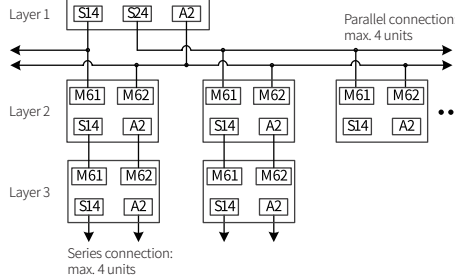 Layer 1
S14 S24 A2
Parallel connection
max. 4 units
Layer 2
M61 M62 M61 M62 M61 M62
S14 A2 S14 A2 S14 A2
Layer 3
M61 M62 M61 M62
S14 A2 S14 A2
Series connection:
max. 4 units